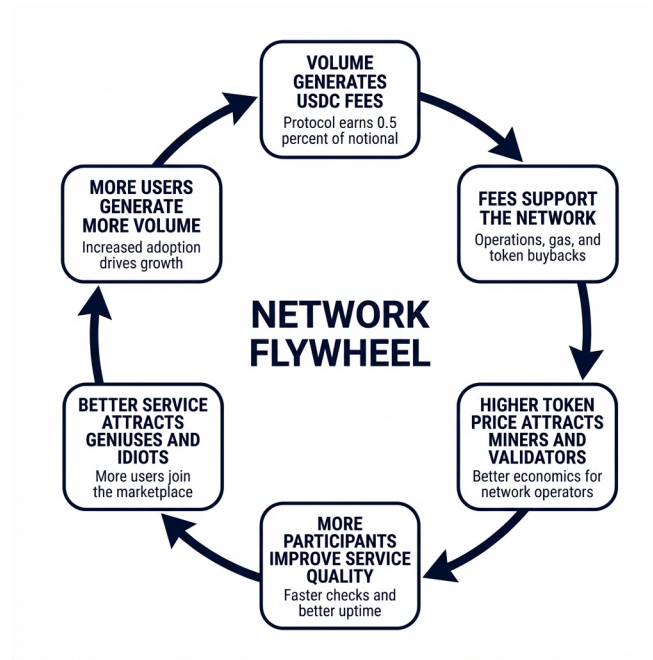 VOLUME
GENERATES
USDC FEES
Protocol earns 0.5
percent of notional
FEES SUPPORT
THE NETWORK
Operations, gas, and
token buybacks
HIGHER TOKEN
PRICE ATTRACTS
MINERS AND
VALIDATORS
Better economics for
network operators
MORE
PARTICIPANTS
IMPROVE SERVICE
QUALITY
Faster checks and
better uptime
BETTER SERVICE
ATTRACTS
GENIUSES AND
IDIOTS
More users join
the marketplace
MORE USERS
GENERATE
MORE VOLUME
Increased adoption
drives growth
NETWORK
FLYWHEEL